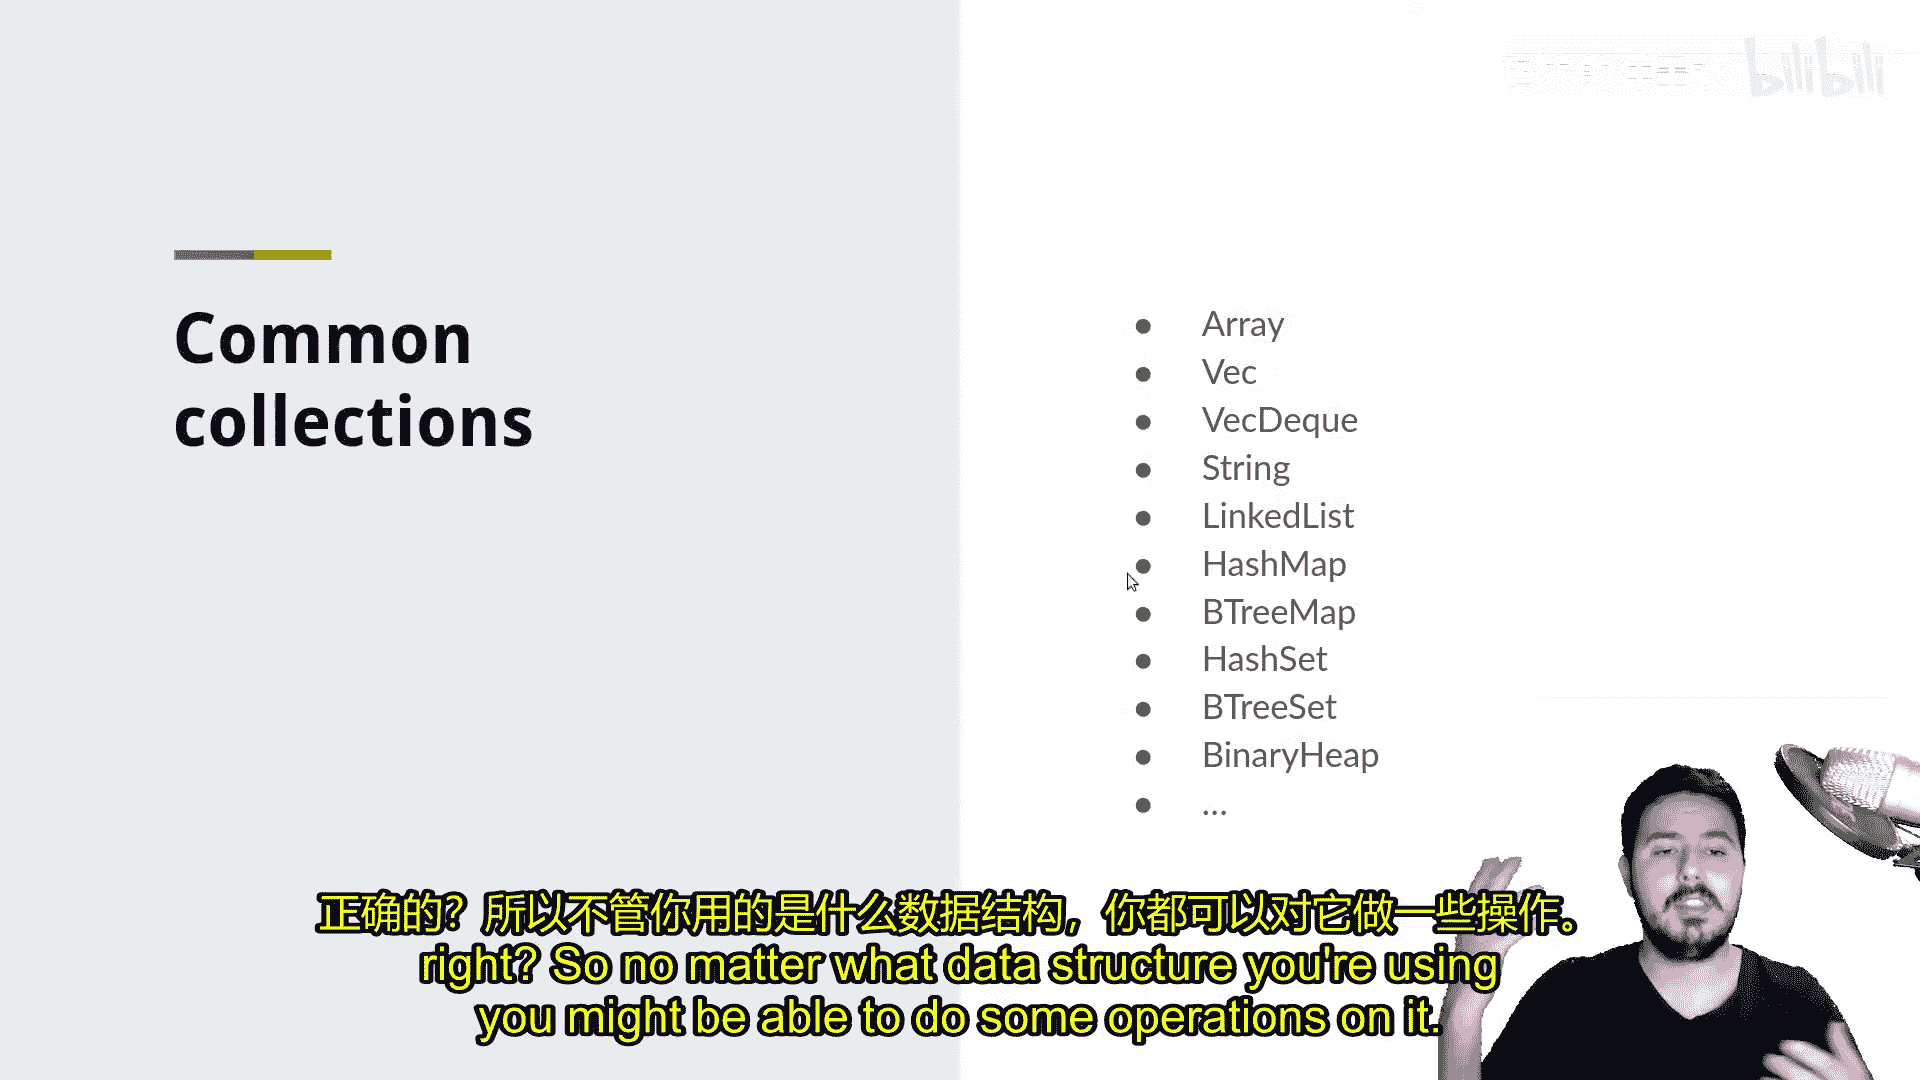 bilibili
Common
collections
● Array
● Vec
● VecDeque
● String
● LinkedList
● HashMap
● BTreeMap
● HashSet
● BTreeSet
● BinaryHeap
● ...
正确的？所以不管你用的是什么数据结构，你都可以对它做一些操作。
right? So no matter what data structure you're using
you might be able to do some operations on it.